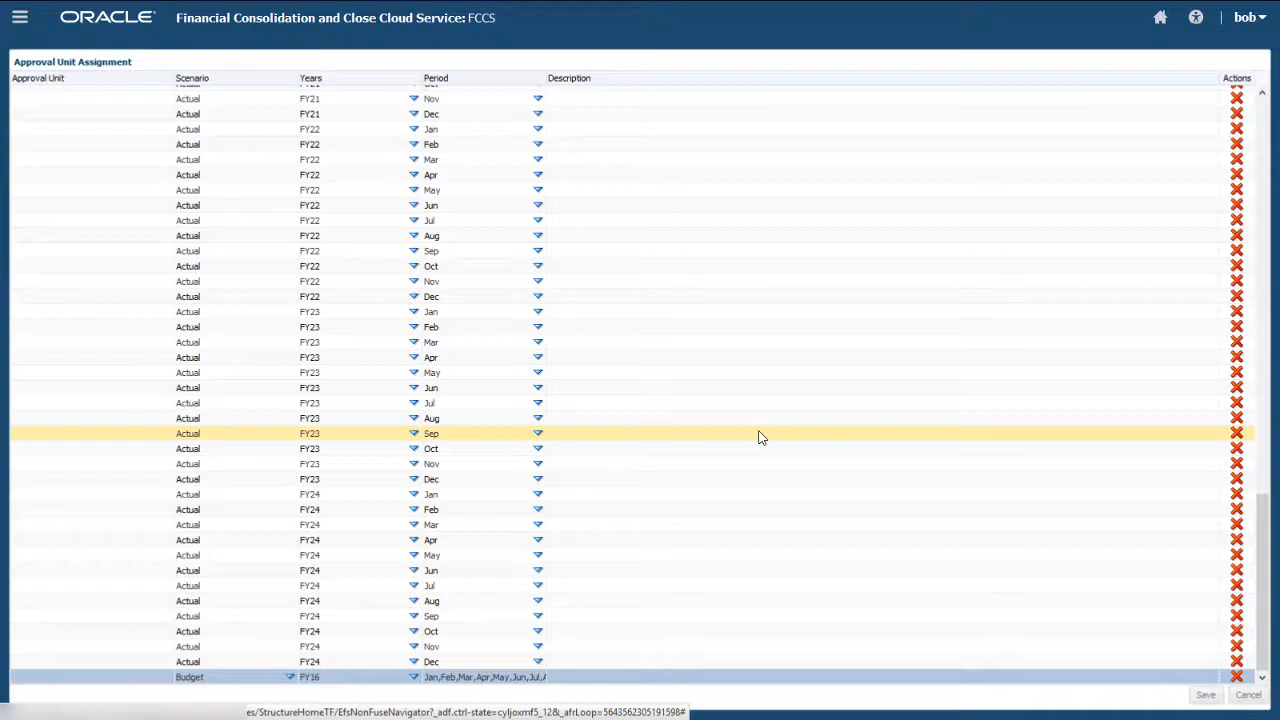 ORACLE Financial Consolidation and Close Cloud Service: FCCS bob
Approval Unit Assignment
Approval Unit Scenario Years Period Description Actions
Actual FY21 Oct
Actual FY21 Nov
Actual FY21 Dec
Actual FY22 Jan
Actual FY22 Feb
Actual FY22 Mar
Actual FY22 Apr
Actual FY22 May
Actual FY22 Jun
Actual FY22 Jul
Actual FY22 Aug
Actual FY22 Sep
Actual FY22 Oct
Actual FY22 Nov
Actual FY22 Dec
Actual FY23 Jan
Actual FY23 Feb
Actual FY23 Mar
Actual FY23 Apr
Actual FY23 May
Actual FY23 Jun
Actual FY23 Jul
Actual FY23 Aug
Actual FY23 Sep
Actual FY23 Oct
Actual FY23 Nov
Actual FY23 Dec
Actual FY24 Jan
Actual FY24 Feb
Actual FY24 Mar
Actual FY24 Apr
Actual FY24 May
Actual FY24 Jun
Actual FY24 Jul
Actual FY24 Aug
Actual FY24 Sep
Actual FY24 Oct
Actual FY24 Nov
Actual FY24 Dec
Budget FY16 Jan,Feb,Mar,Apr,May,Jun,Jul,A
Save Cancel
es/StructureHomeTF/EfsNonFuseNavigator?_adf.ctrl-state=cyljoxmf5_12&_afrLoop=5643562305191598#